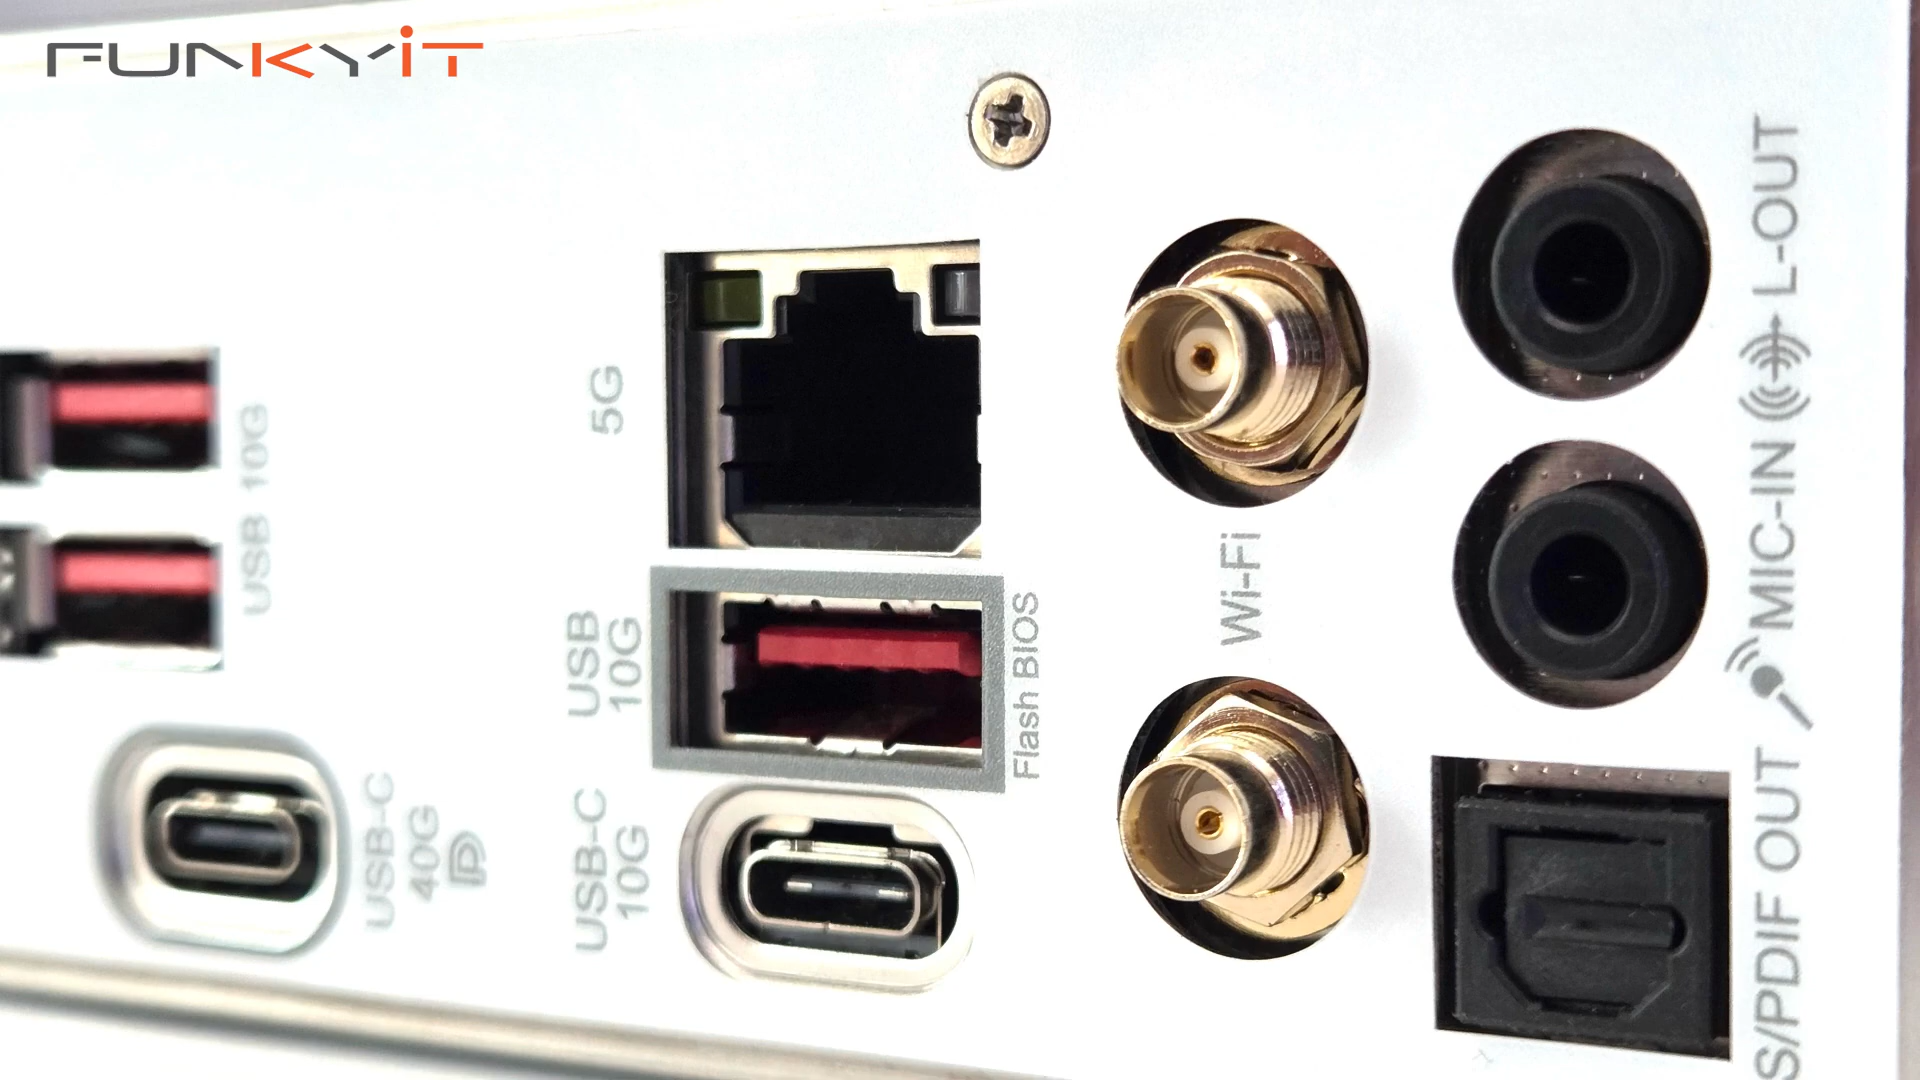 FUNKYiT
USB 10G
USB-C
40G
5G
USB
10G
Flash BIOS
USB-C
10G
Wi-Fi
L-OUT
MIC-IN
S/PDIF OUT